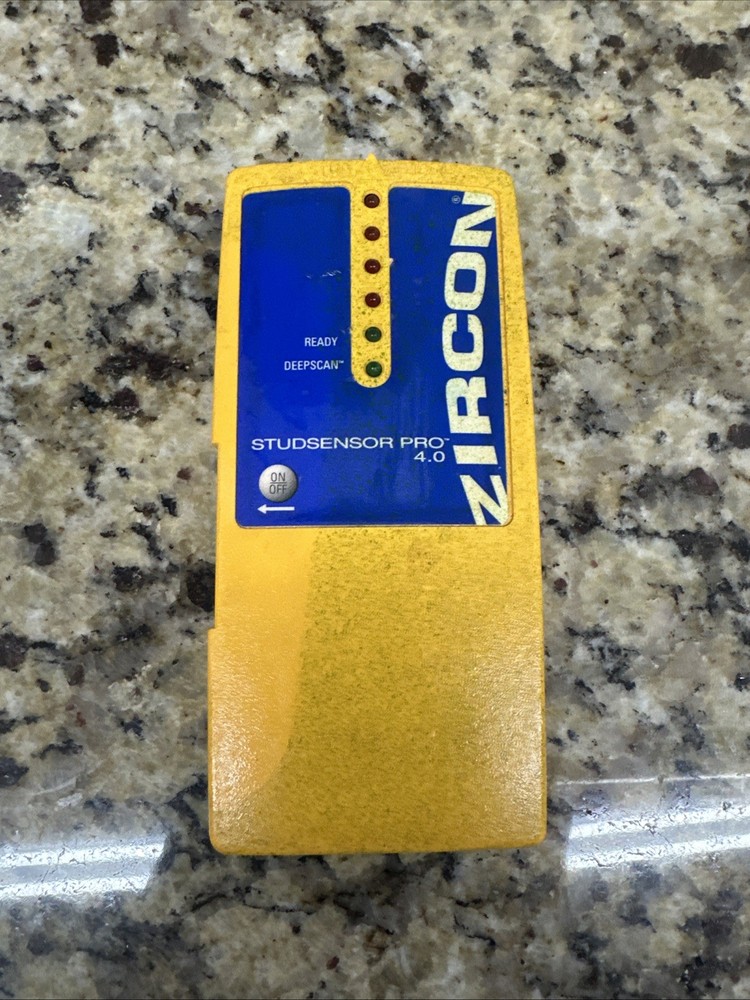 ZIRCON®
READY
DEEPSCAN™
STUDSENSOR PRO™
4.0
ON
OFF